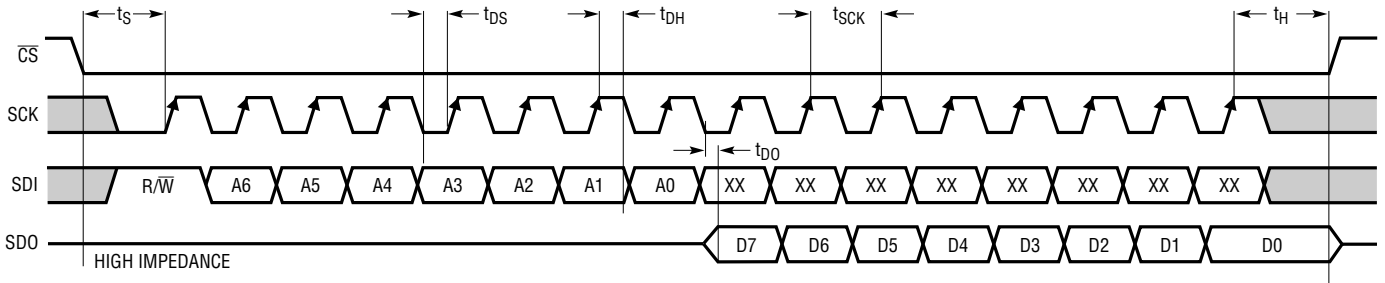 tS tDS tDH tSCK tH
CS
SCK
tDO
SDI R/W A6 A5 A4 A3 A2 A1 A0 XX XX XX XX XX XX XX XX
SDO D7 D6 D5 D4 D3 D2 D1 D0
HIGH IMPEDANCE